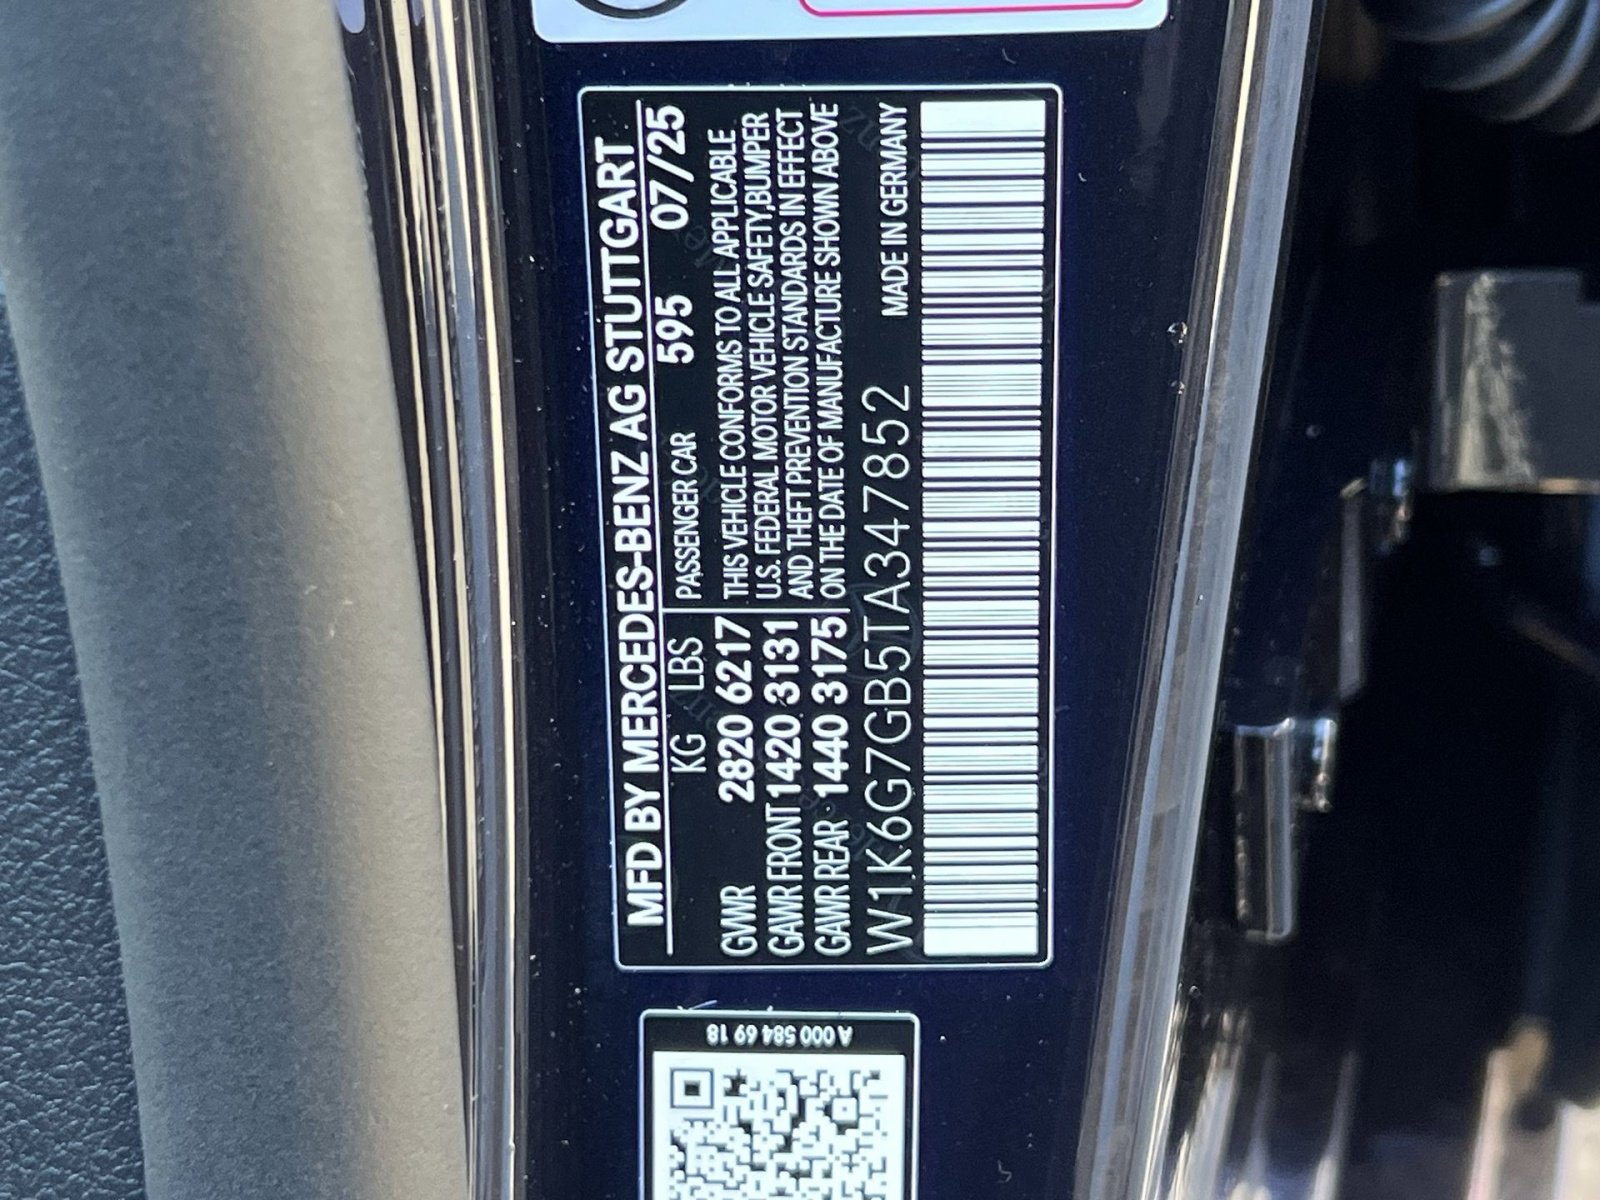 MFD BY MERCEDES-BENZ AG STUTTGART
KG LBS PASSENGER CAR 595 07/25
GVWR 2820 6217 THIS VEHICLE CONFORMS TO ALL APPLICABLE
GAWR FRONT 1420 3131 U.S. FEDERAL MOTOR VEHICLE SAFETY,BUMPER
AND THEFT PREVENTION STANDARDS IN EFFECT
GAWR REAR 1440 3175 ON THE DATE OF MANUFACTURE SHOWN ABOVE
W1K6G7GB5TA347852 MADE IN GERMANY
A 000 584 69 18